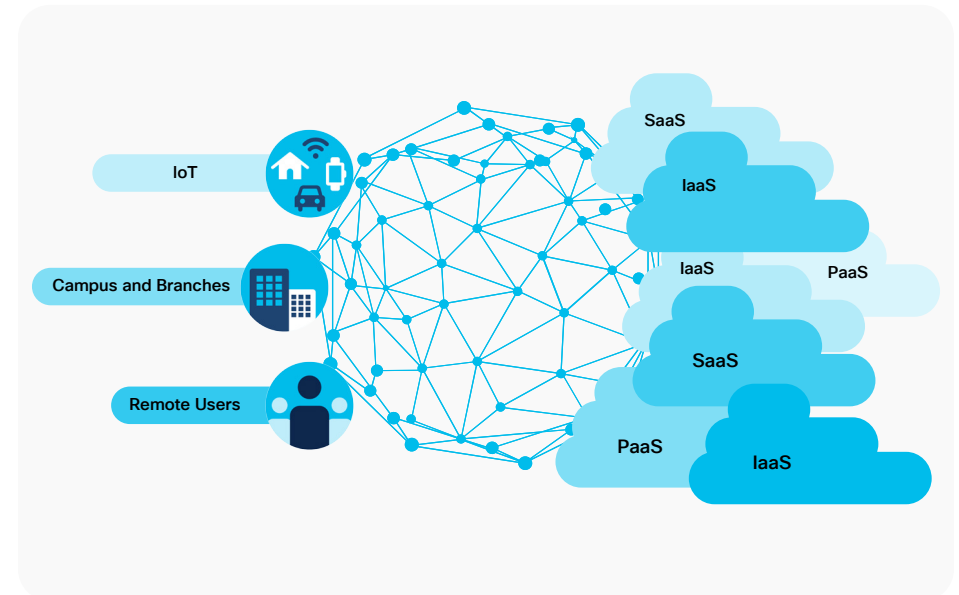 IoT
Campus and Branches
Remote Users
SaaS
IaaS
IaaS
PaaS
SaaS
PaaS
IaaS